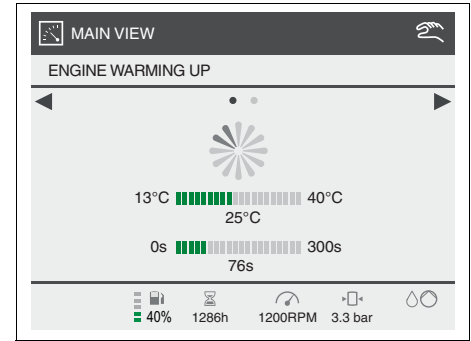 MAIN VIEW
ENGINE WARMING UP
13°C 40°C
25°C
0s 300s
76s
40% 1286h 1200RPM 3.3 bar